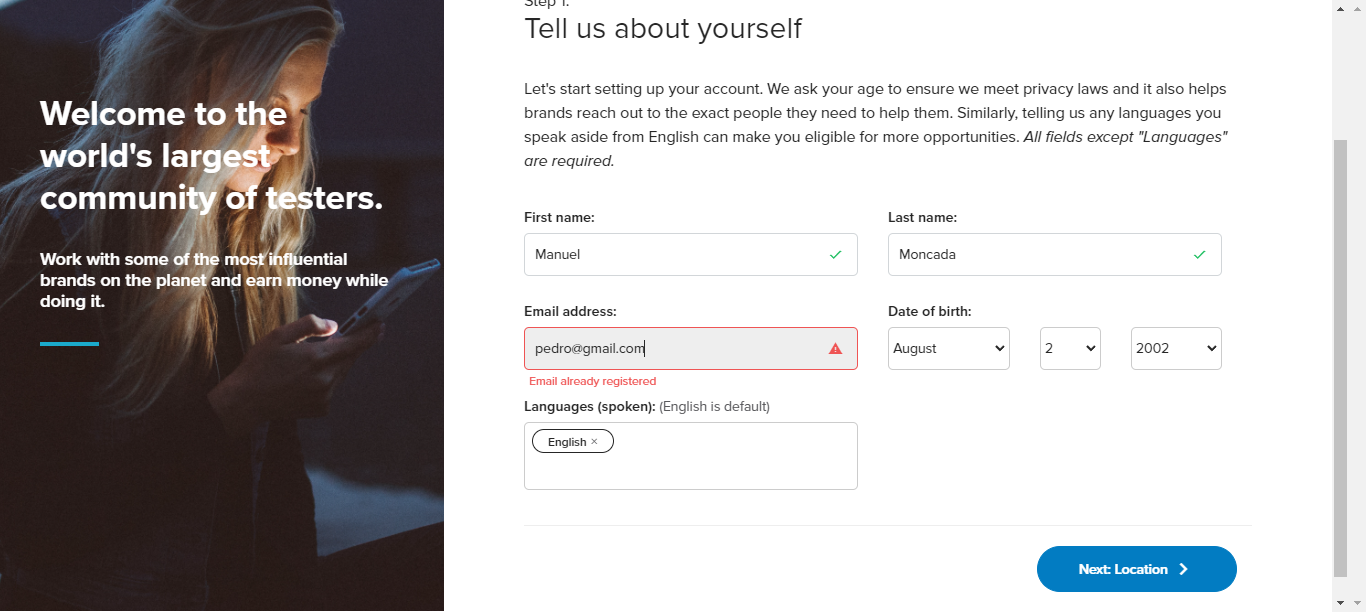 Step 1:
Tell us about yourself
Welcome to the
world's largest
community of testers.
Work with some of the most influential
brands on the planet and earn money while
doing it.
Let's start setting up your account. We ask your age to ensure we meet privacy laws and it also helps
brands reach out to the exact people they need to help them. Similarly, telling us any languages you
speak aside from English can make you eligible for more opportunities. All fields except "Languages"
are required.
First name:
Last name:
Manuel
Moncada
Email address:
Date of birth:
pedro@gmail.com
August
2
2002
Email already registered
Languages (spoken): (English is default)
English ×
Next: Location